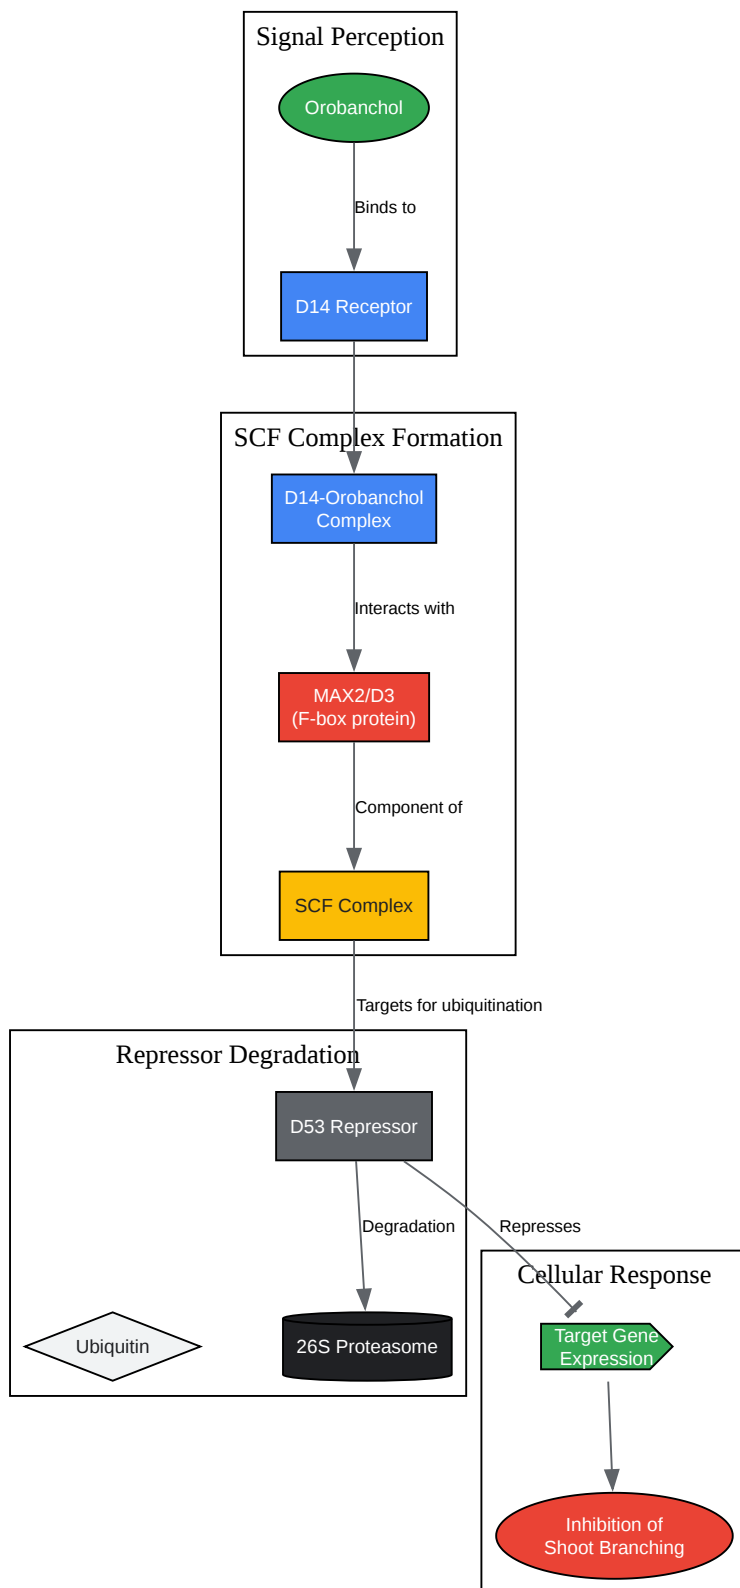 Signal Perception
Orobanchol
Binds to
D14 Receptor
SCF Complex Formation
D14-Orobanchol
Complex
Interacts with
MAX2/D3
(F-box protein)
Component of
SCF Complex
Targets for ubiquitination
Repressor Degradation
D53 Repressor
Degradation
Represses
Cellular Response
Ubiquitin
26S Proteasome
Target Gene
Expression
Inhibition of
Shoot Branching